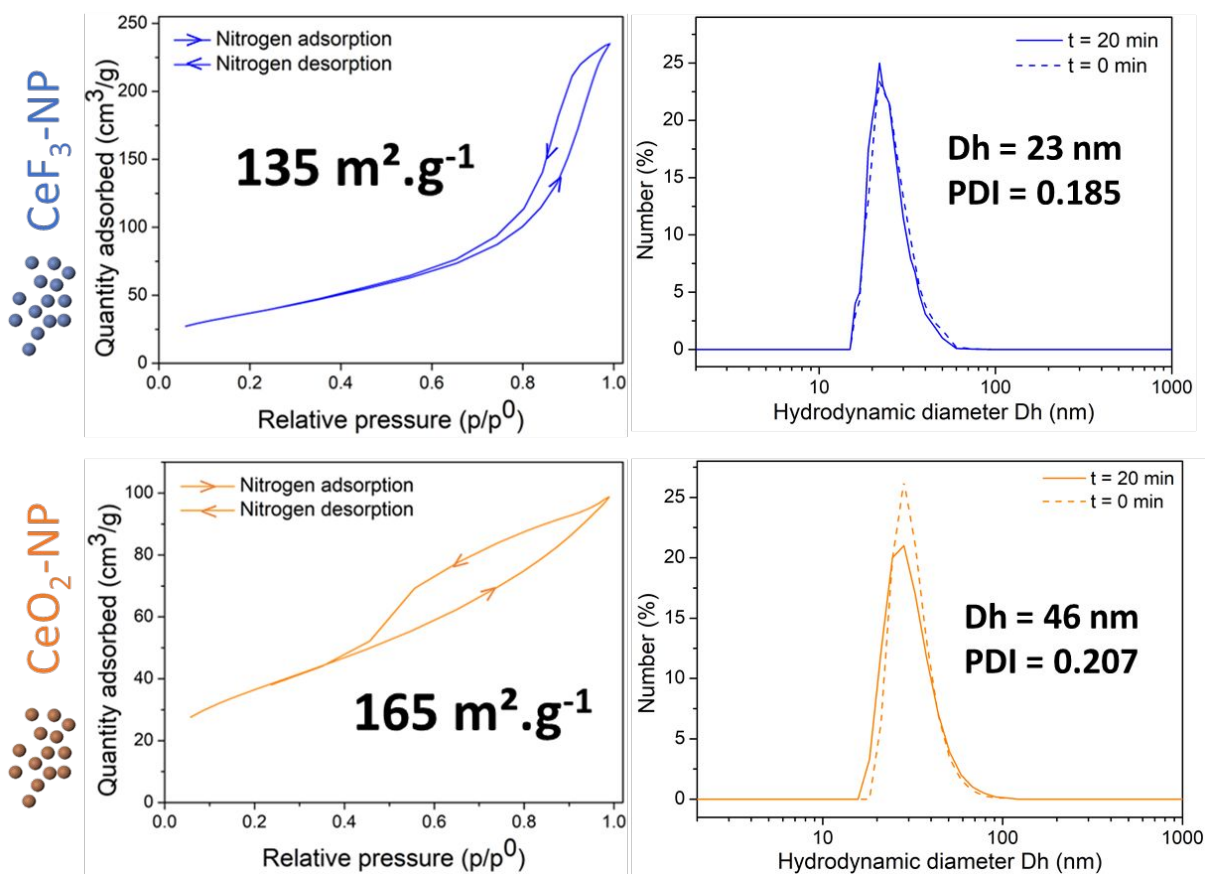 CeF₃-NP
Quantity adsorbed (cm³/g)
250
200
150
100
50
0
Nitrogen adsorption
Nitrogen desorption
135 m².g⁻¹
0.0 0.2 0.4 0.6 0.8 1.0
Relative pressure (p/p⁰)
Number (%)
25
20
15
10
5
0
t = 20 min
t = 0 min
Dh = 23 nm
PDI = 0.185
10 100 1000
Hydrodynamic diameter Dh (nm)
CeO₂-NP
Quantity adsorbed (cm³/g)
100
80
60
40
20
0
Nitrogen adsorption
Nitrogen desorption
165 m².g⁻¹
0.0 0.2 0.4 0.6 0.8 1.0
Relative pressure (p/p⁰)
Number (%)
25
20
15
10
5
0
t = 20 min
t = 0 min
Dh = 46 nm
PDI = 0.207
10 100 1000
Hydrodynamic diameter Dh (nm)